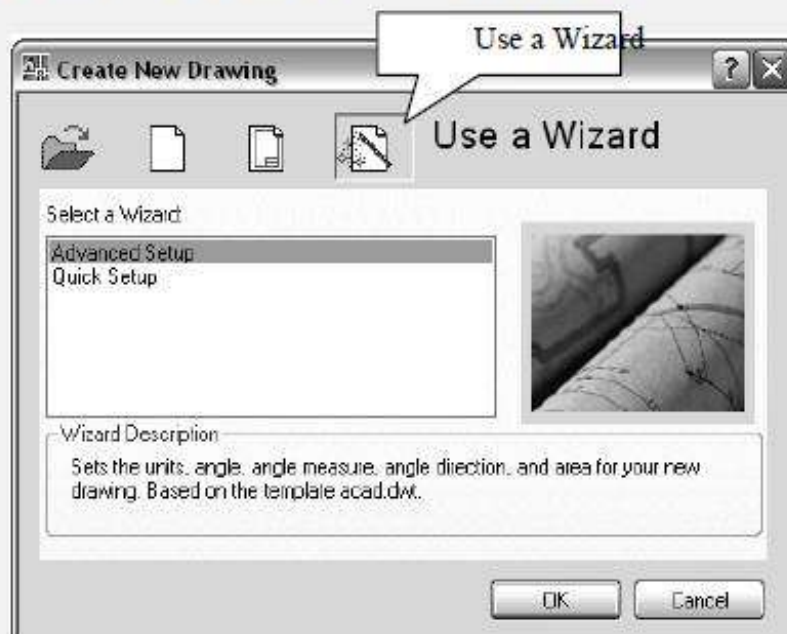 Use a Wizard
Create New Drawing
Use a Wizard
Select a Wizard:
Advanced Setup
Quick Setup
Wizard Description
Sets the units, angle, angle measure, angle direction, and area for your new
drawing. Based on the template acad.dwt.
OK
Cancel